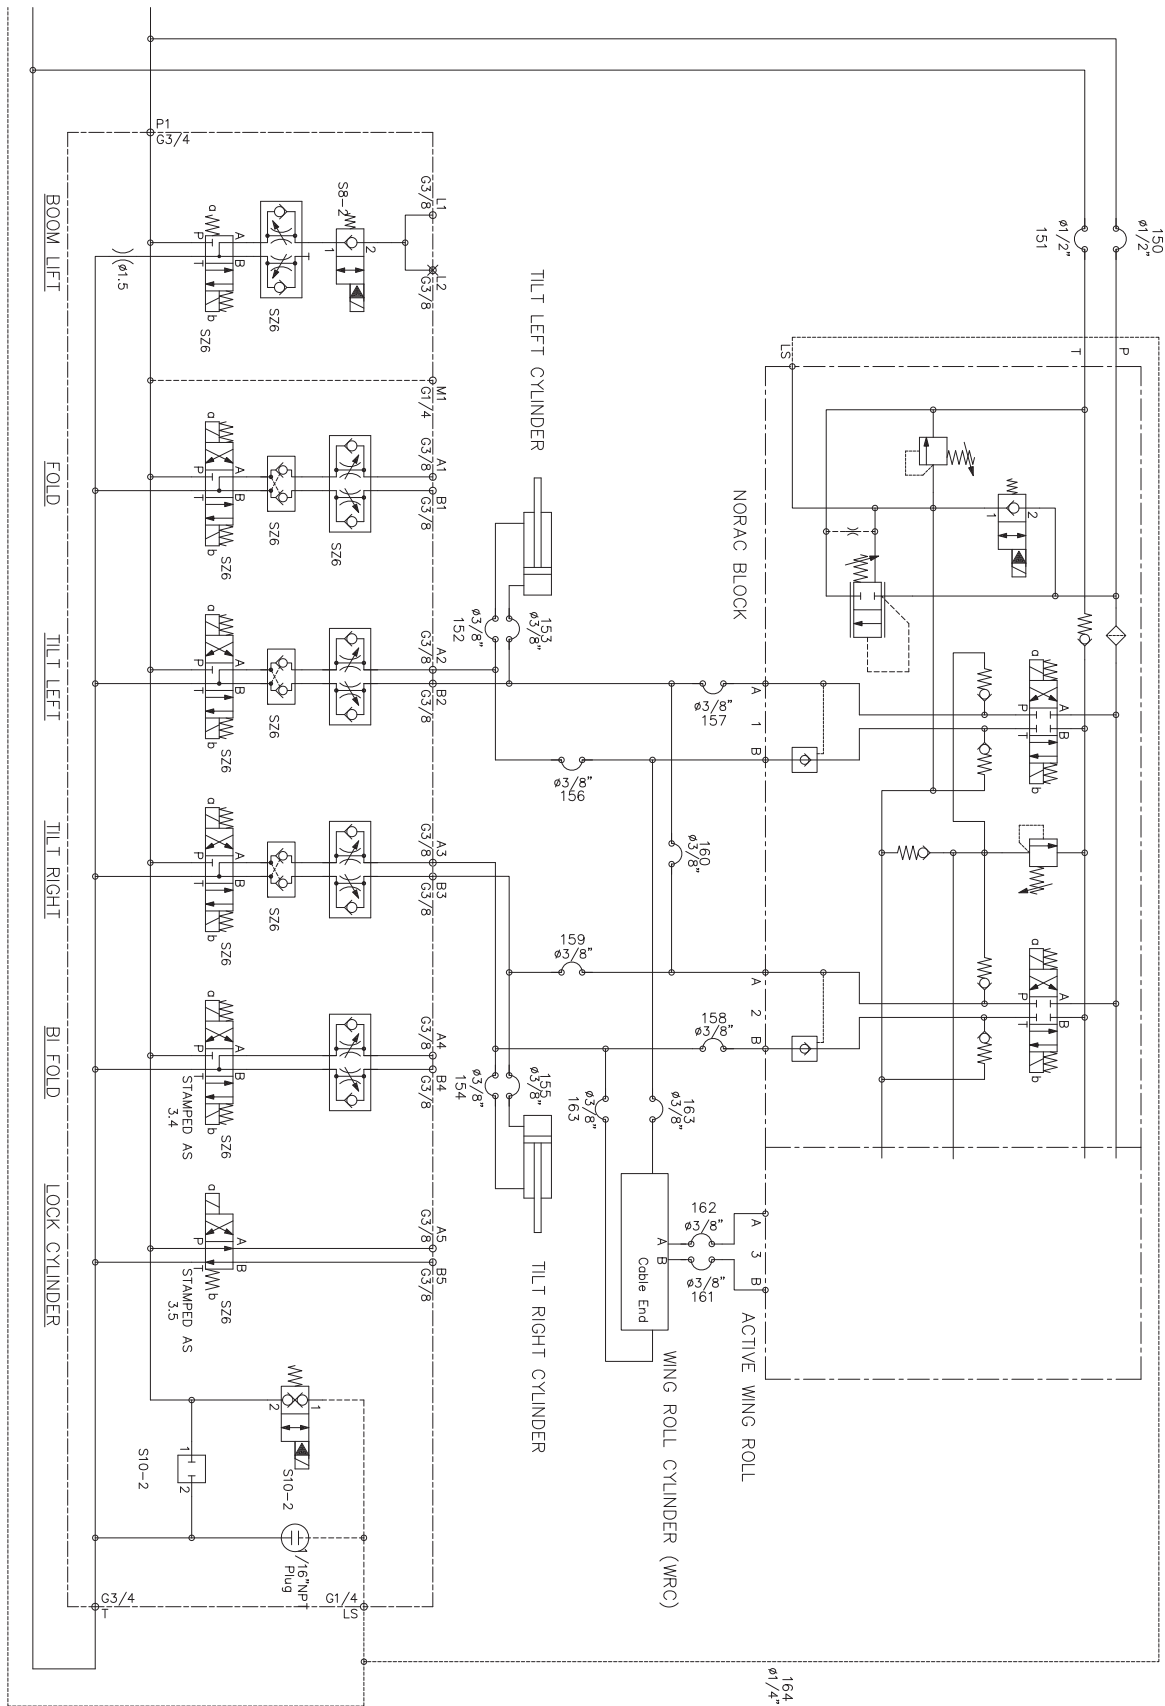 150
ø1/2"
ø1/2"
151
P1
G3/4
BOOM LIFT
S8-2
G3/8
L1
L2
G3/8
2
1
a
P
A
T
B
b
SZ6
SZ6
ø1.5
M1
G1/4
TILT LEFT CYLINDER
LS
T
P
NORAC BLOCK
2
1
FOLD
a
P
A
T
B
b
SZ6
SZ6
SZ6
G3/8
A1
B1
G3/8
153
ø3/8"
ø3/8"
152
TILT LEFT
a
P
A
T
B
b
SZ6
SZ6
G3/8
A2
B2
G3/8
ø3/8"
157
ø3/8"
156
A
1
B
a
P
A
T
B
b
160
ø3/8"
TILT RIGHT
a
P
A
T
B
b
SZ6
SZ6
G3/8
A3
B3
G3/8
159
ø3/8"
158
ø3/8"
A
2
B
a
P
A
T
B
b
BI FOLD
a
P
A
T
B
b
SZ6
STAMPED AS
3.4
G3/8
A4
B4
G3/8
155
ø3/8"
ø3/8"
154
ø3/8"
163
163
ø3/8"
LOCK CYLINDER
a
P
A
T
B
b
SZ6
STAMPED AS
3.5
G3/8
A5
B5
G3/8
TILT RIGHT CYLINDER
162
ø3/8"
ø3/8"
161
A
B
Cable End
A
3
B
ACTIVE WING ROLL
WING ROLL CYLINDER (WRC)
1
2
S10-2
1
2
S10-2
1/16"NPT
Plug
G3/4
T
G1/4
LS
164
ø1/4"